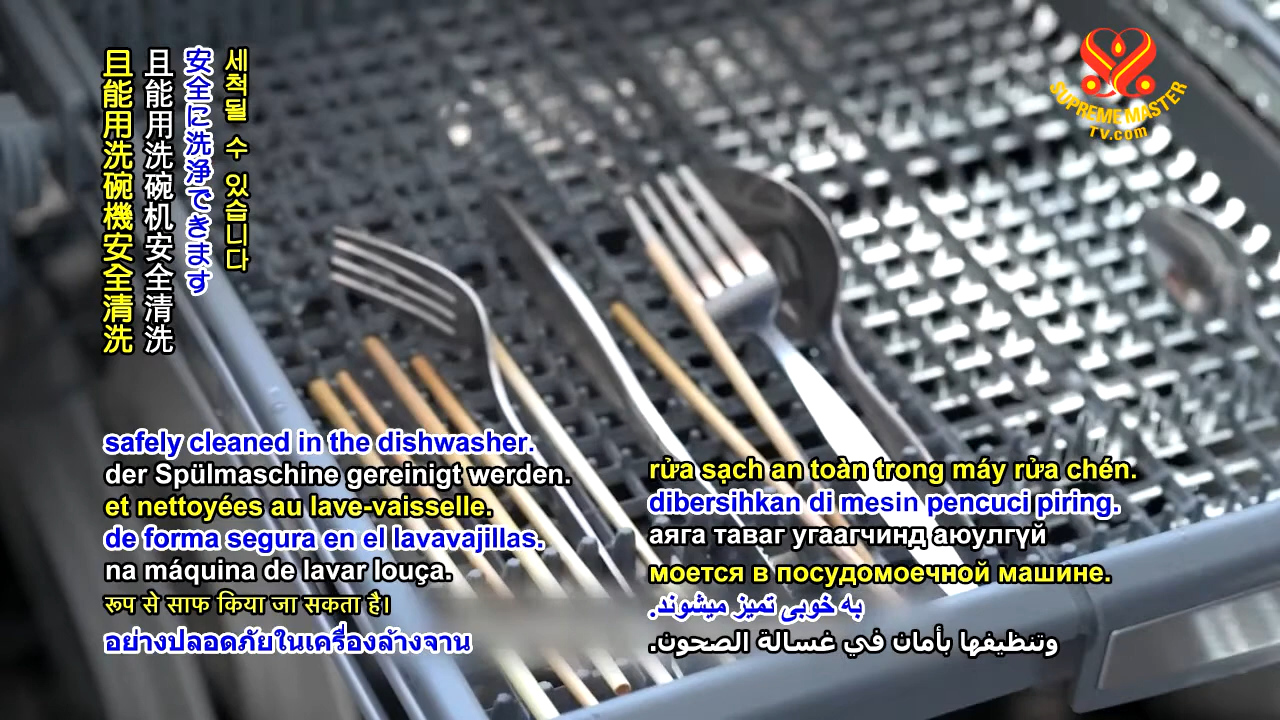 且能用洗碗機安全清洗
且能用洗碗机安全清洗
安全に洗浄できます
세척될 수 있습니다
SUPREME MASTER
TV.com
safely cleaned in the dishwasher.
der Spülmaschine gereinigt werden.
et nettoyées au lave-vaisselle.
de forma segura en el lavavajillas.
na máquina de lavar louça.
रूप से साफ किया जा सकता है।
อย่างปลอดภัยในเครื่องล้างจาน
rửa sạch an toàn trong máy rửa chén.
dibersihkan di mesin pencuci piring.
аяга таваг угаагчинд аюулгүй
моется в посудомоечной машине.
به خوبی تمیز میشوند.
وتنظيفها بأمان في غسالة الصحون.